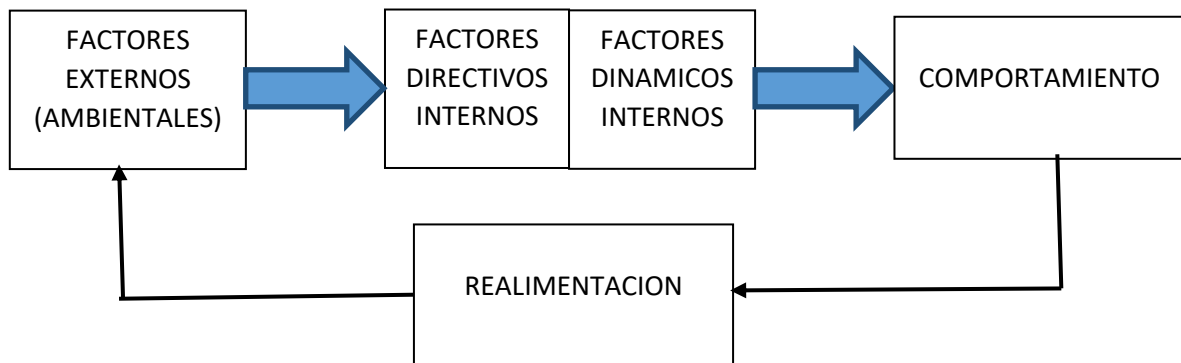 FACTORES
EXTERNOS
(AMBIENTALES)
FACTORES
DIRECTIVOS
INTERNOS
FACTORES
DINAMICOS
INTERNOS
COMPORTAMIENTO
REALIMENTACION